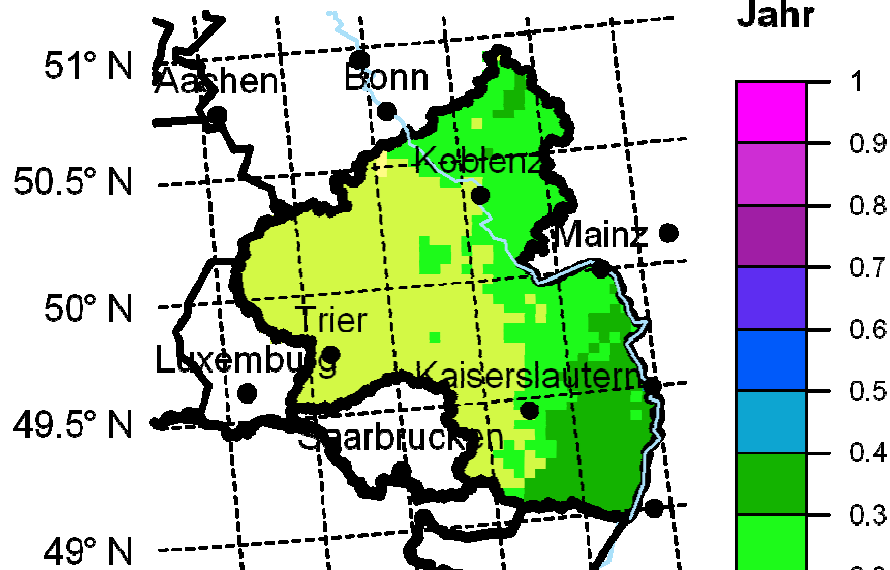 Jahr
51° N
Aachen
Bonn
1
0.9
Koblenz
50.5° N
0.8
Mainz
0.7
50° N
Trier
0.6
Luxemburg
Kaiserslautern
0.5
49.5° N
Saarbrucken
0.4
0.3
49° N